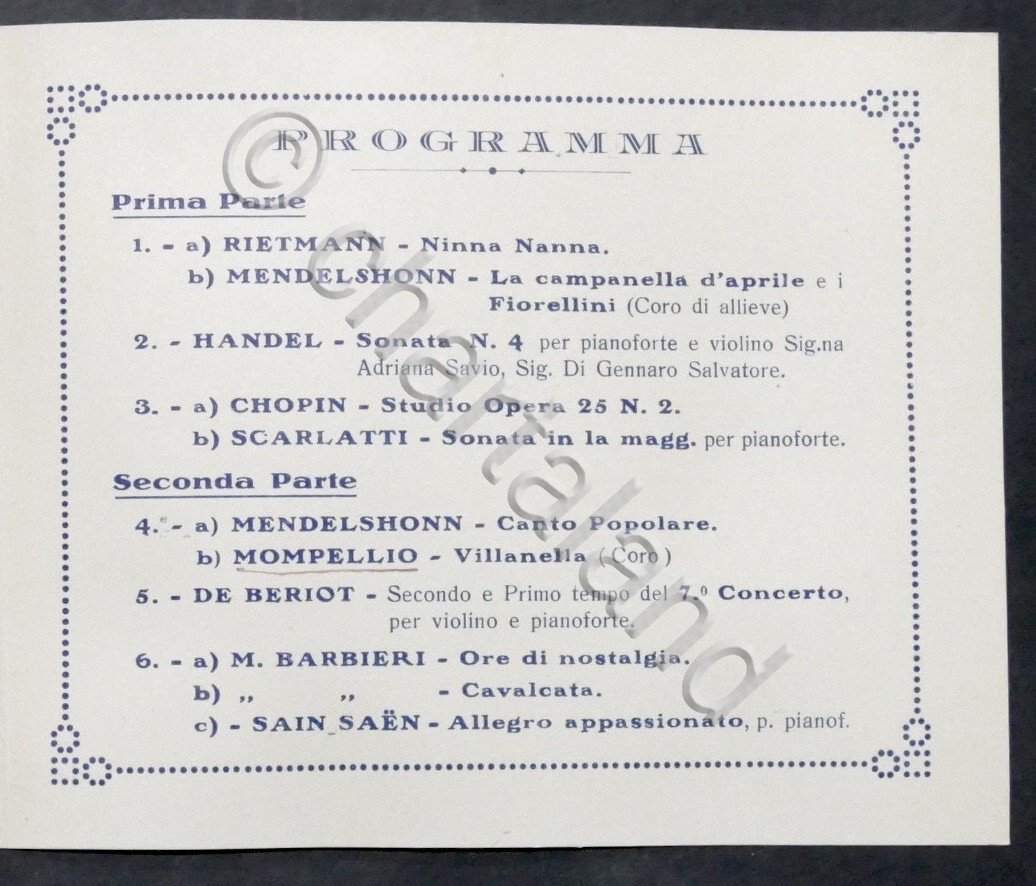 PROGRAMMA
Prima Parte
1. - a) RIETMANN - Ninna Nanna.
b) MENDELSHONN - La campanella d'aprile e i
Fiorellini (Coro di allieve)
2. - HANDEL - Sonata N. 4 per pianoforte e violino Sig.na
Adriana Savio, Sig. Di Gennaro Salvatore.
3. - a) CHOPIN - Studio Opera 25 N. 2.
b) SCARLATTI - Sonata in la magg. per pianoforte.
Seconda Parte
4. - a) MENDELSHONN - Canto Popolare.
b) MOMPELLIO - Villanella (Coro)
5. - DE BERIOT - Secondo e Primo tempo del 7.º Concerto,
per violino e pianoforte.
6. - a) M. BARBIERI - Ore di nostalgia.
b) ,, ,, - Cavalcata.
c) - SAIN SAËN - Allegro appassionato, p. pianof.
© chartaland